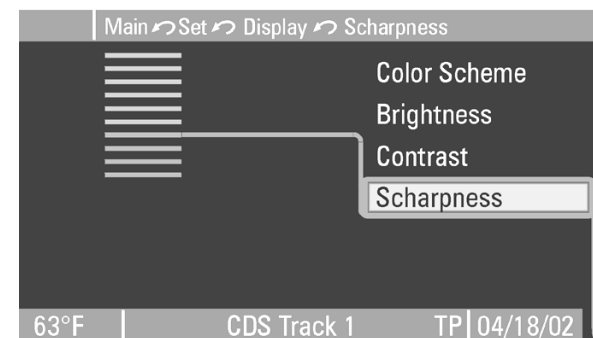 Main Set Display Scharpness
Color Scheme
Brightness
Contrast
Scharpness
63°F CDS Track 1 TP 04/18/02